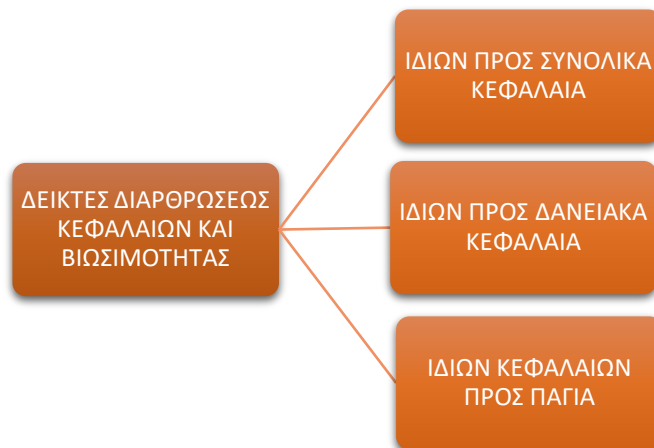 ΙΔΙΩΝ ΠΡΟΣ ΣΥΝΟΛΙΚΑ
ΚΕΦΑΛΑΙΑ
ΔΕΙΚΤΕΣ ΔΙΑΡΘΡΩΣΕΩΣ
ΚΕΦΑΛΑΙΩΝ ΚΑΙ
ΒΙΩΣΙΜΟΤΗΤΑΣ
ΙΔΙΩΝ ΠΡΟΣ ΔΑΝΕΙΑΚΑ
ΚΕΦΑΛΑΙΑ
ΙΔΙΩΝ ΚΕΦΑΛΑΙΩΝ
ΠΡΟΣ ΠΑΓΙΑ